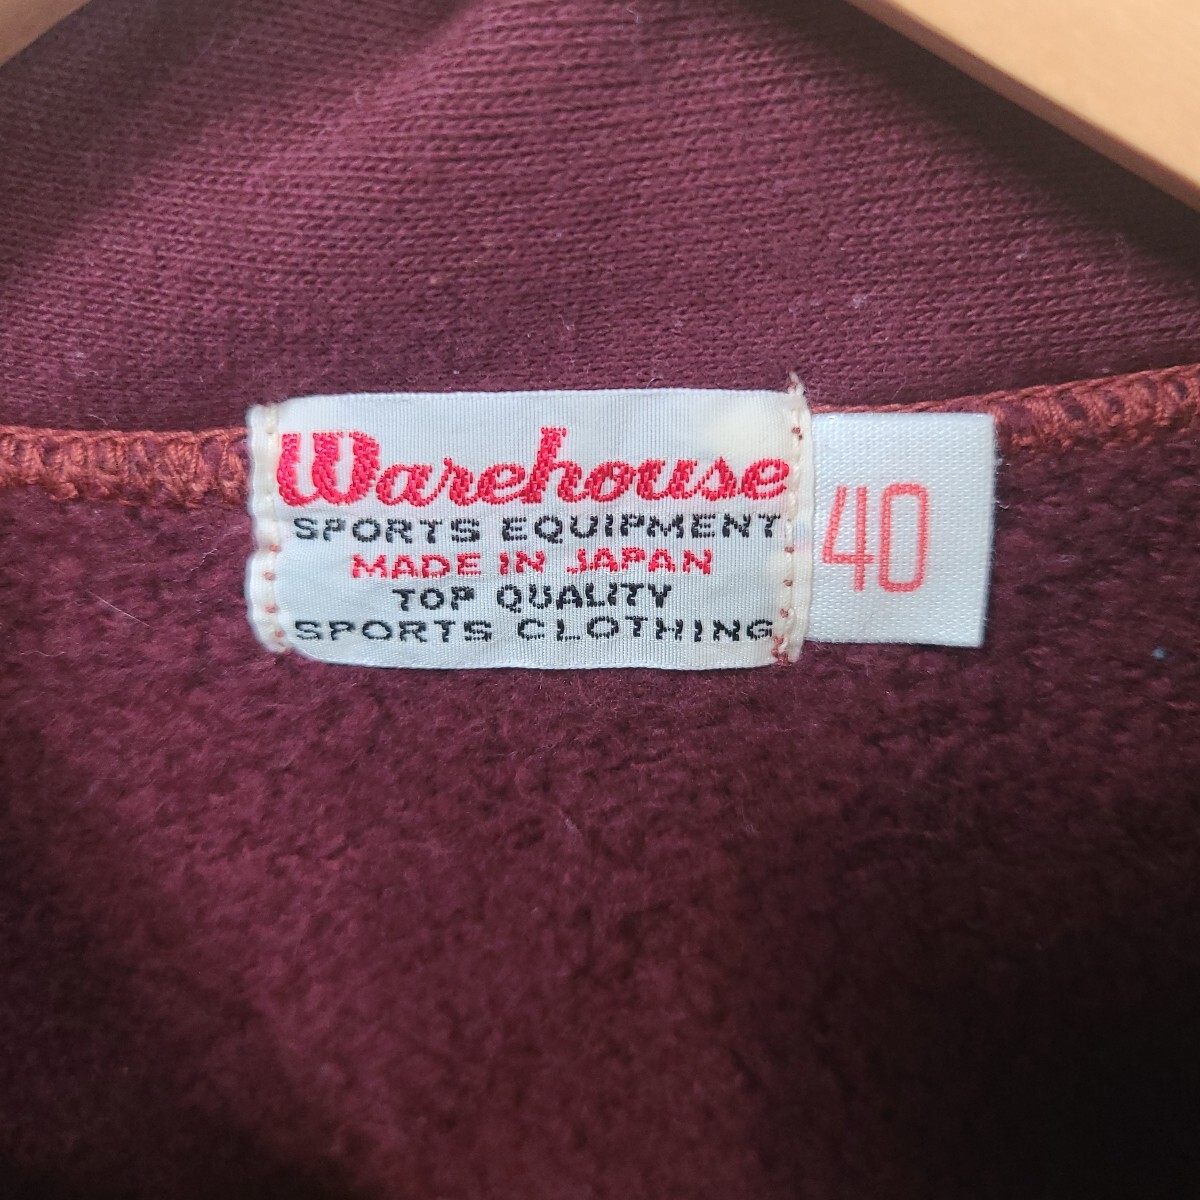 Warehouse
SPORTS EQUIPMENT
MADE IN JAPAN
TOP QUALITY
SPORTS CLOTHING
40